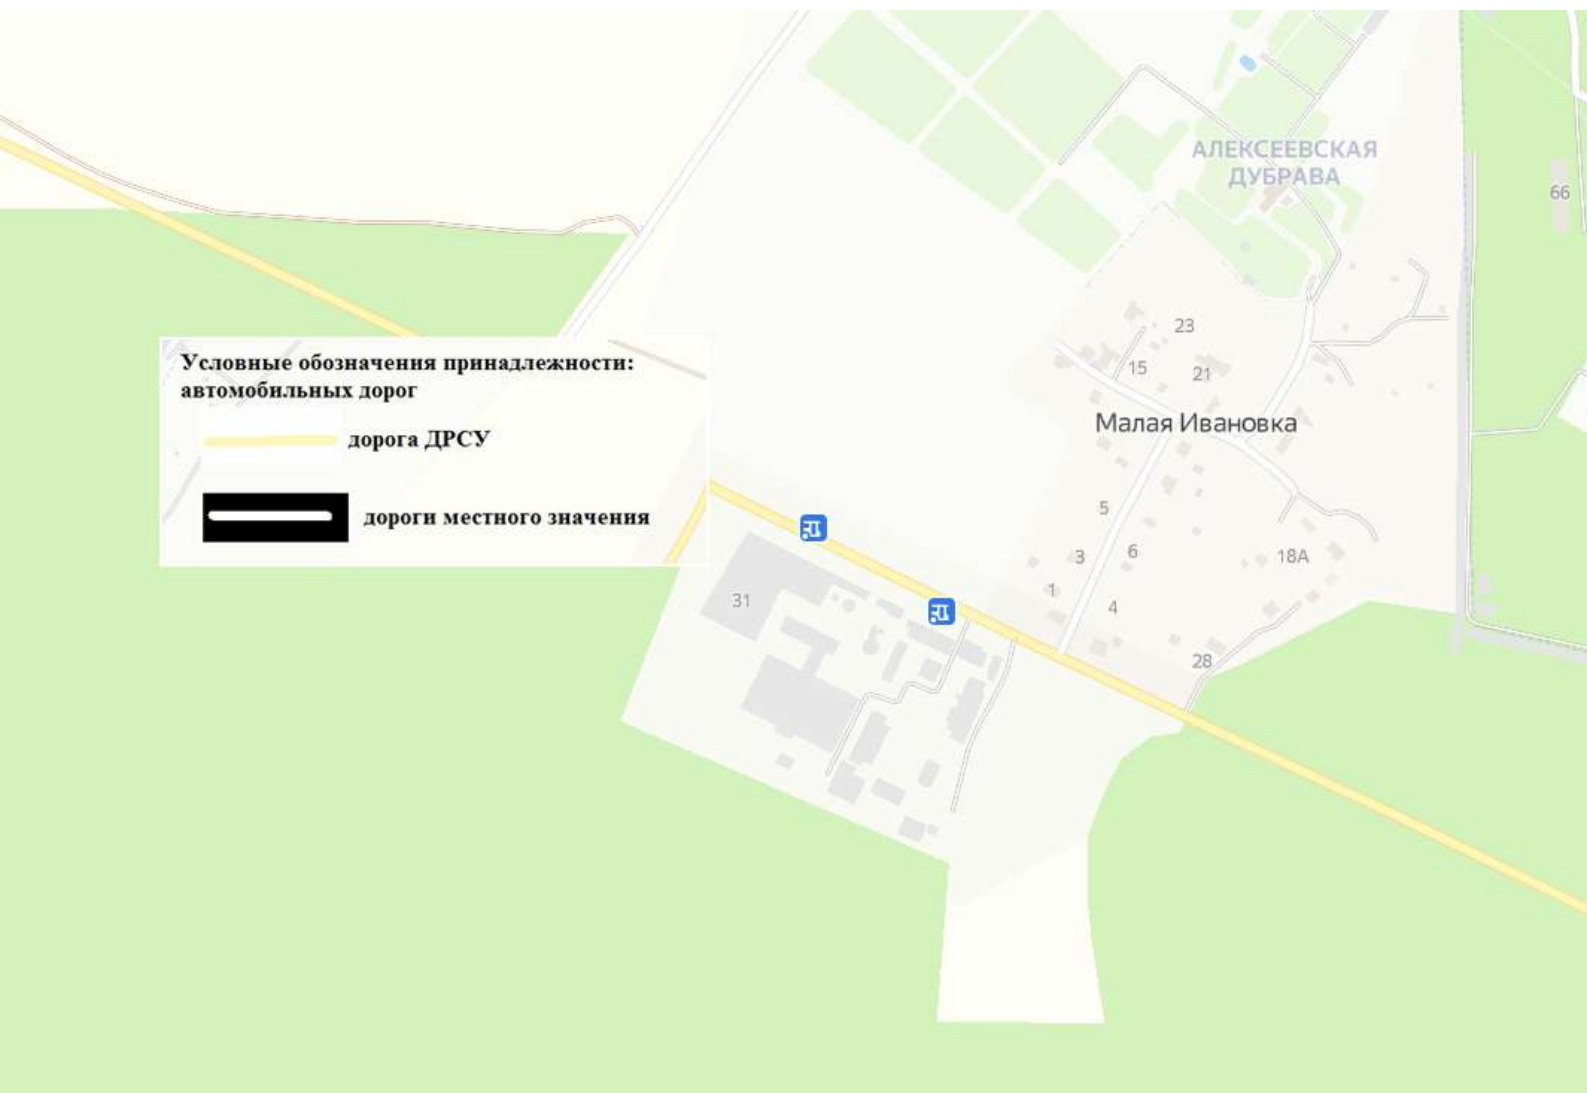 АЛЕКСЕЕВСКАЯ
ДУБРАВА
66
23
15
21
Условные обозначения принадлежности:
автомобильных дорог
дорога ДРСУ
дороги местного значения
Малая Ивановка
5
3
6
18А
1
4
31
28